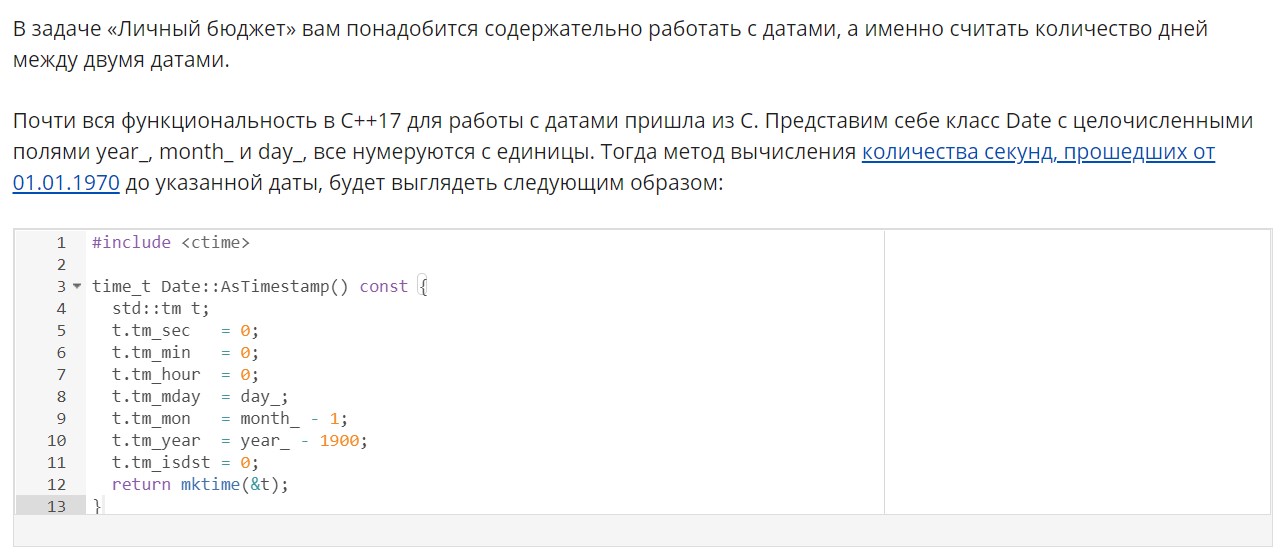 В задаче «Личный бюджет» вам понадобится содержательно работать с датами, а именно считать количество дней
между двумя датами.
Почти вся функциональность в C++17 для работы с датами пришла из C. Представим себе класс Date с целочисленными
полями year_, month_ и day_, все нумеруются с единицы. Тогда метод вычисления количества секунд, прошедших от
01.01.1970 до указанной даты, будет выглядеть следующим образом:
1 #include <ctime>
2
3 time_t Date::AsTimestamp() const {
4   std::tm t;
5   t.tm_sec   = 0;
6   t.tm_min   = 0;
7   t.tm_hour  = 0;
8   t.tm_mday  = day_;
9   t.tm_mon   = month_ - 1;
10   t.tm_year  = year_ - 1900;
11   t.tm_isdst = 0;
12   return mktime(&t);
13 }